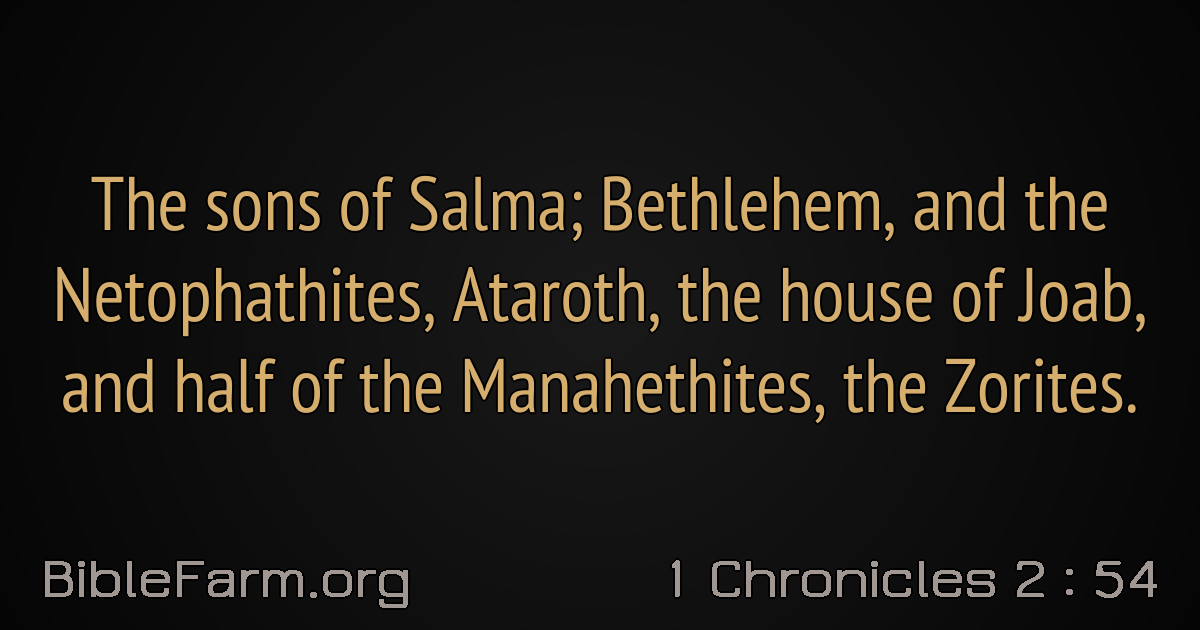 The sons of Salma; Bethlehem, and the
Netophathites, Ataroth, the house of Joab,
and half of the Manahethites, the Zorites.
BibleFarm.org
1 Chronicles 2 : 54